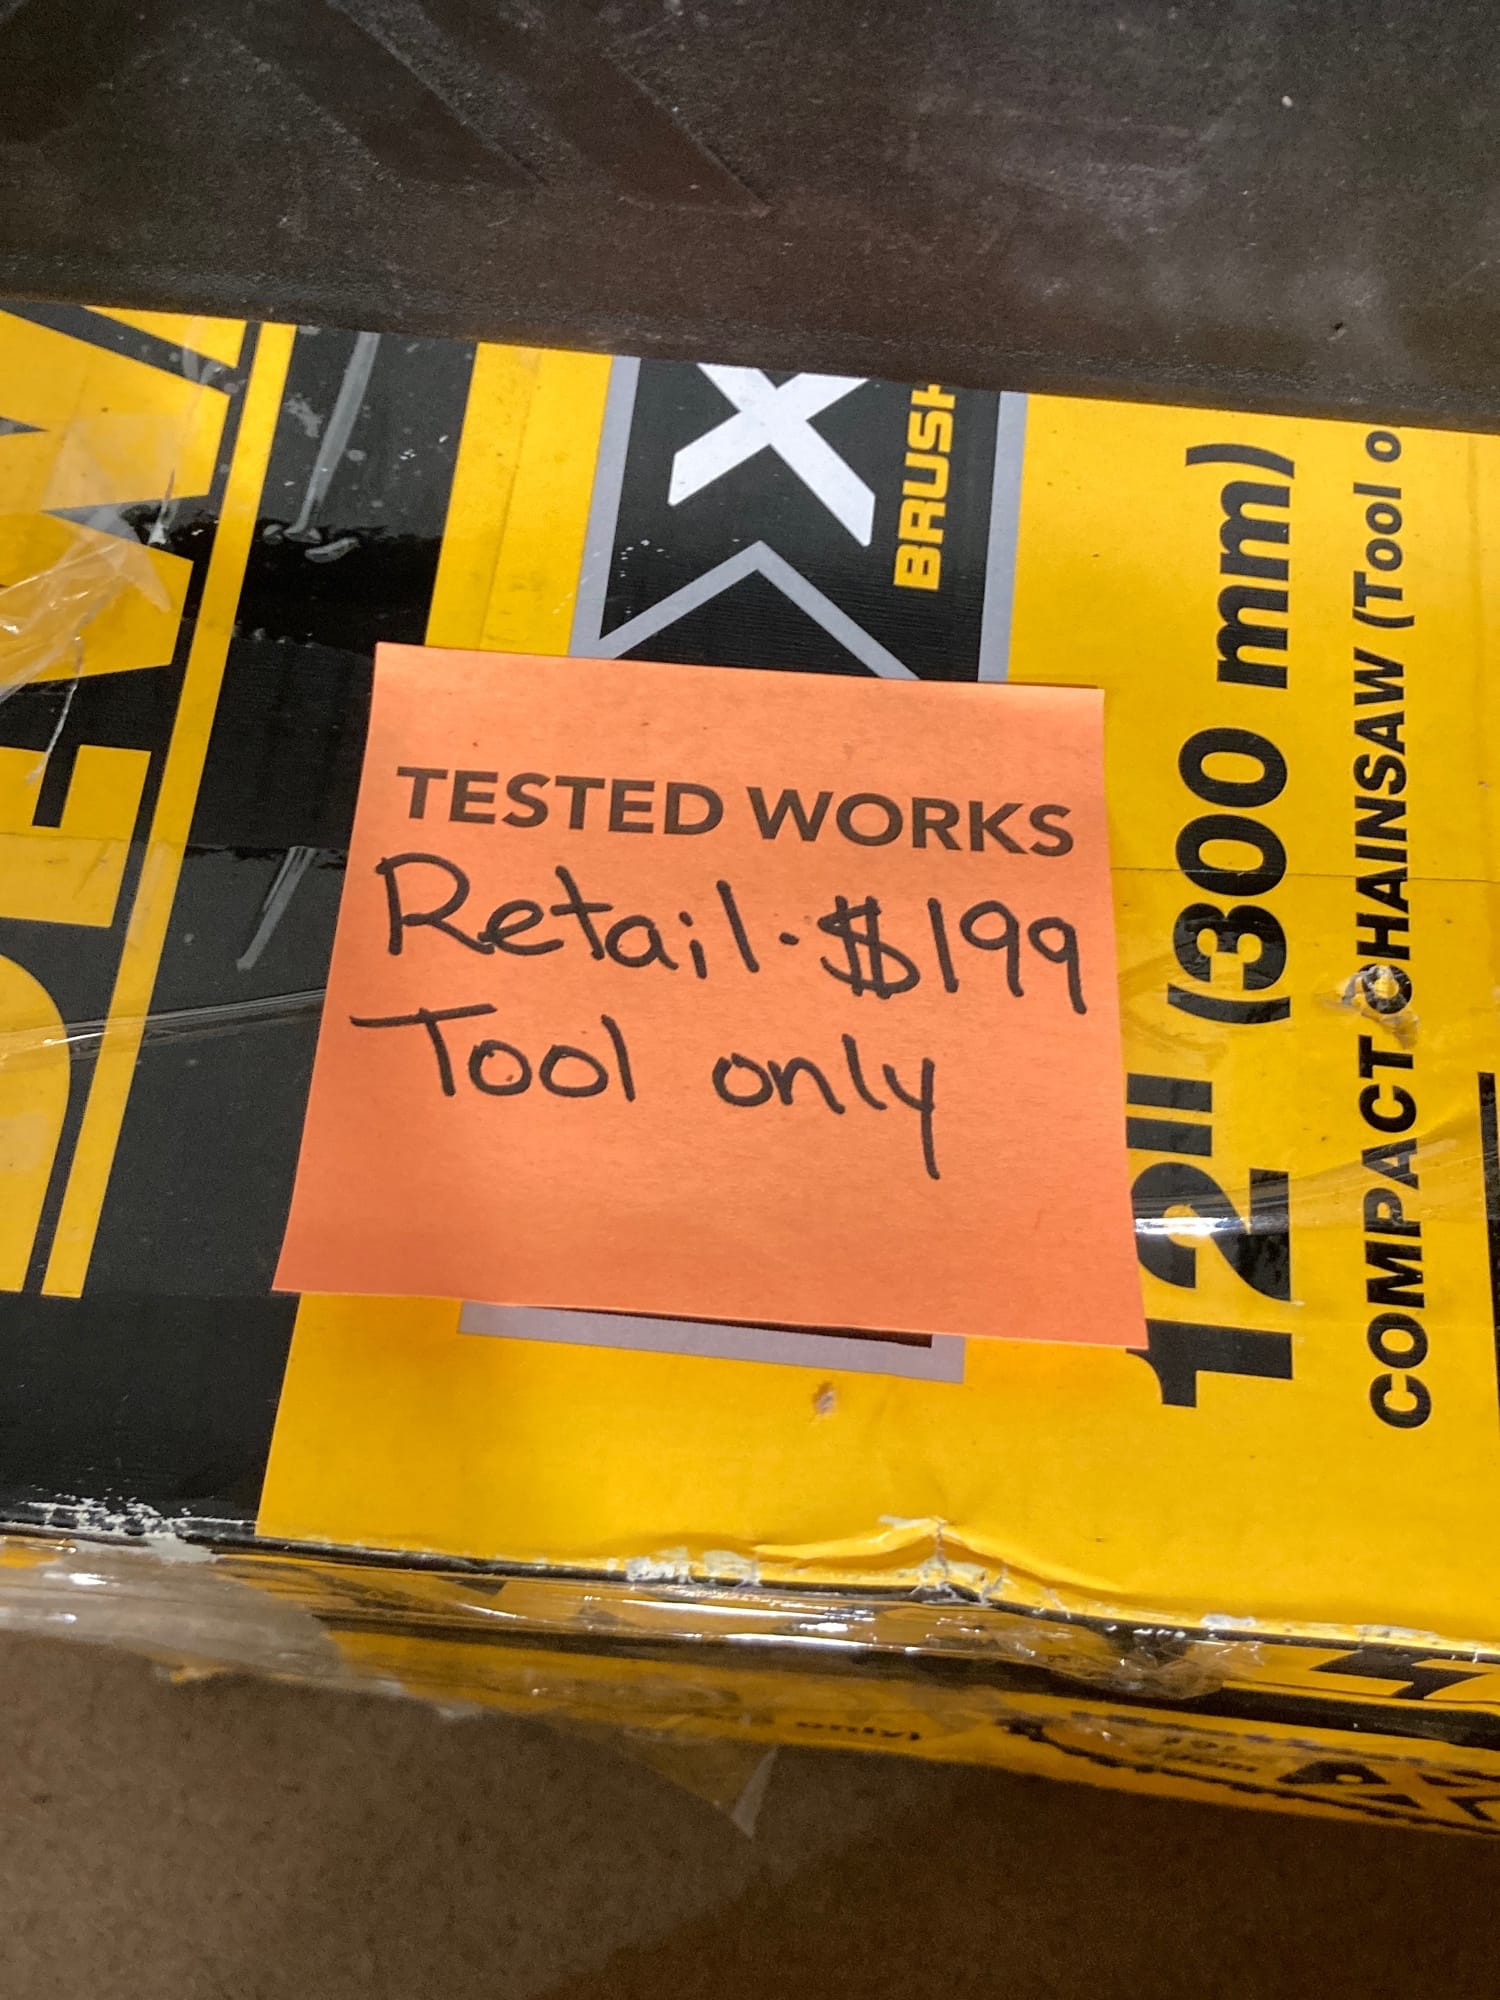 TESTED WORKS
Retail. $199
Tool only
BRUSH
12" (300 mm)
COMPACT CHAINSAW (Tool o